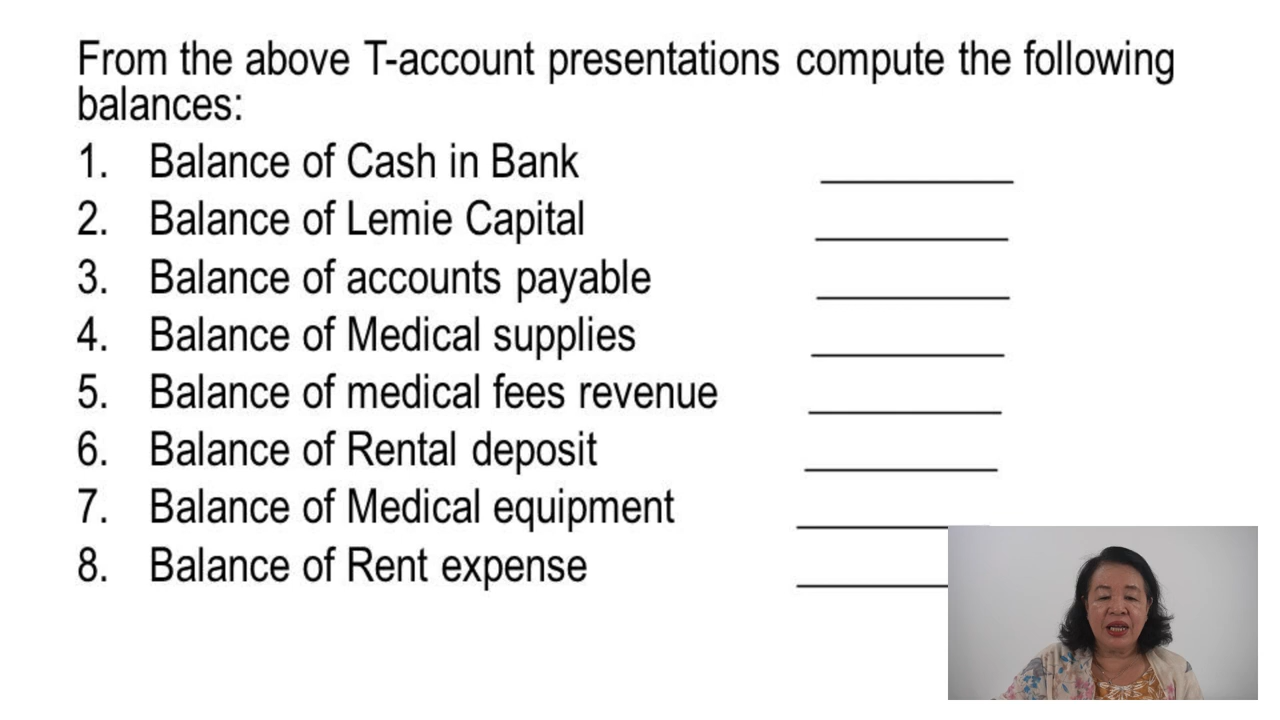 From the above T-account presentations compute the following
balances:
1. Balance of Cash in Bank
2. Balance of Lemie Capital
3. Balance of accounts payable
4. Balance of Medical supplies
5. Balance of medical fees revenue
6. Balance of Rental deposit
7. Balance of Medical equipment
8. Balance of Rent expense